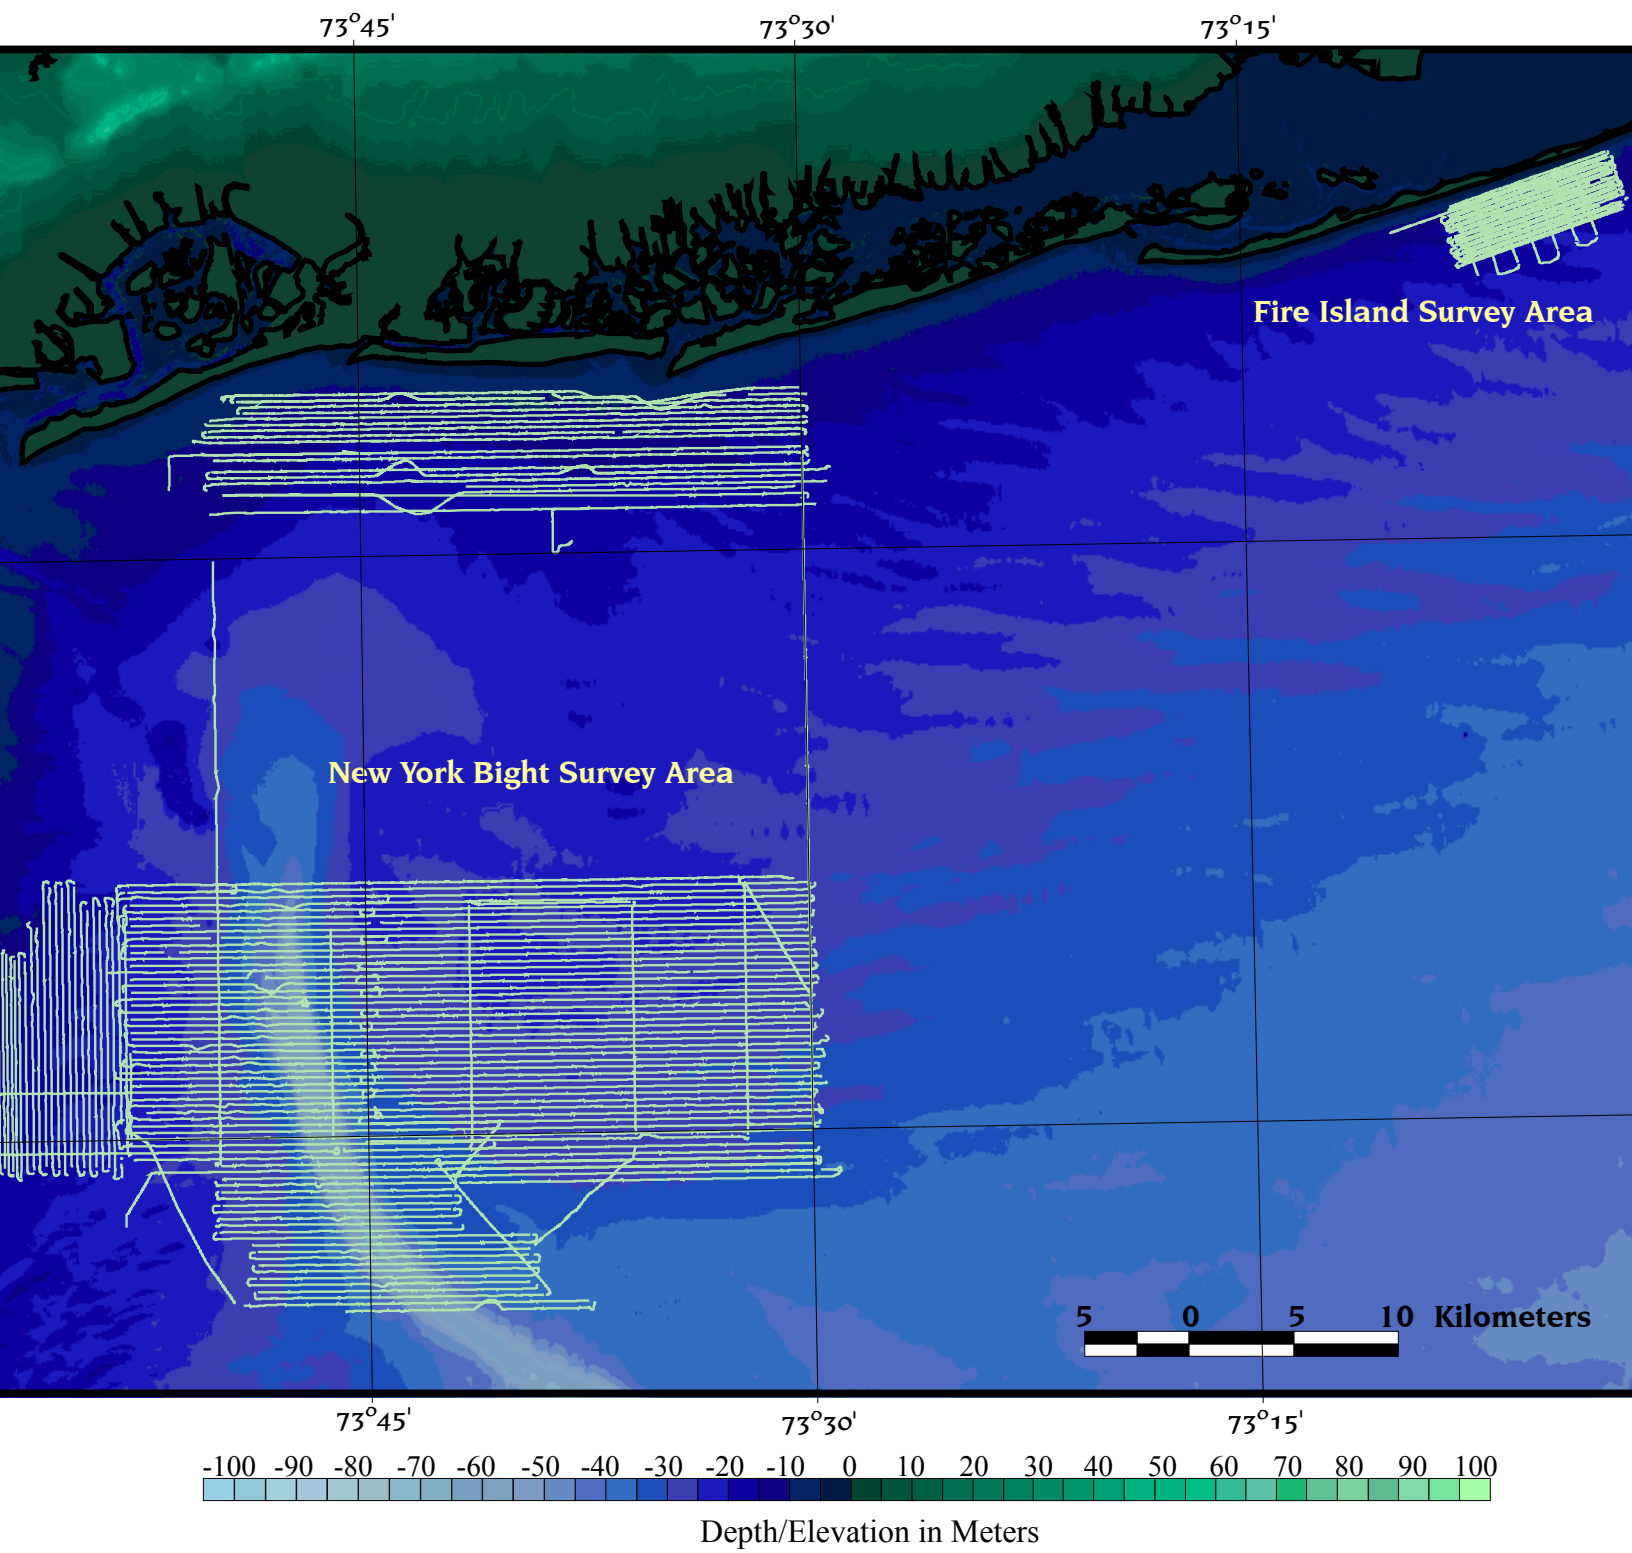 73°45' 73°30' 73°15'
Fire Island Survey Area
New York Bight Survey Area
5 0 5 10 Kilometers
73°45' 73°30' 73°15'
-100 -90 -80 -70 -60 -50 -40 -30 -20 -10 0 10 20 30 40 50 60 70 80 90 100
Depth/Elevation in Meters